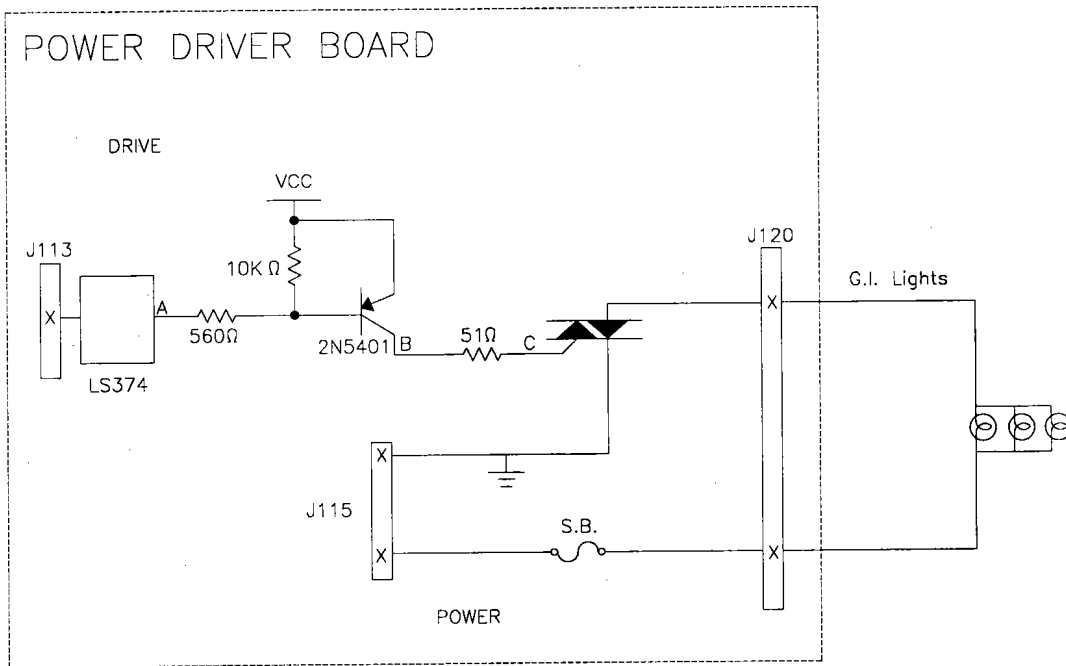 POWER DRIVER BOARD
DRIVE
VCC
J113
J120
10K Ω
G.I. Lights
X
A
X
560Ω
2N5401
B
51Ω
C
LS374
X
J115
S.B.
X
X
POWER